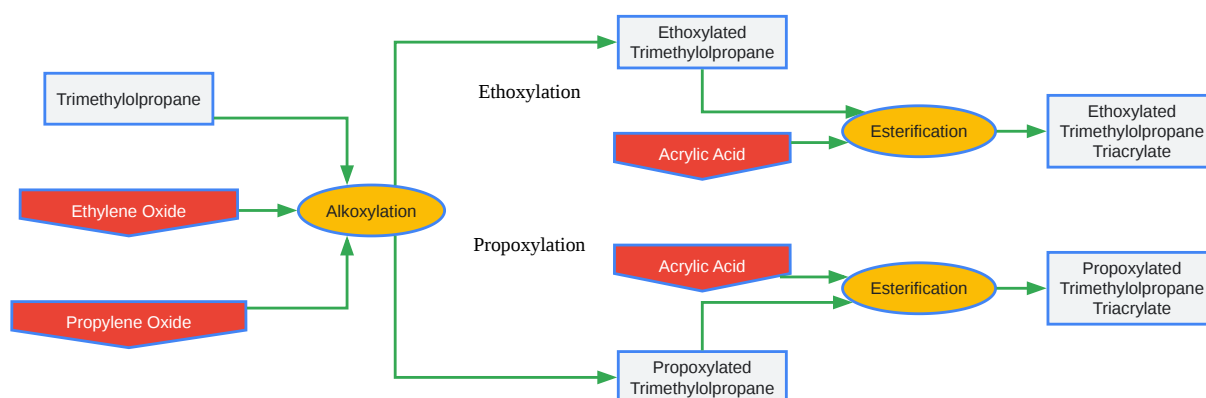 Trimethylolpropane
Ethylene Oxide
Propylene Oxide
Alkoxylation
Ethoxylation
Propoxylation
Ethoxylated
Trimethylolpropane
Acrylic Acid
Esterification
Ethoxylated
Trimethylolpropane
Triacrylate
Acrylic Acid
Propoxylated
Trimethylolpropane
Esterification
Propoxylated
Trimethylolpropane
Triacrylate